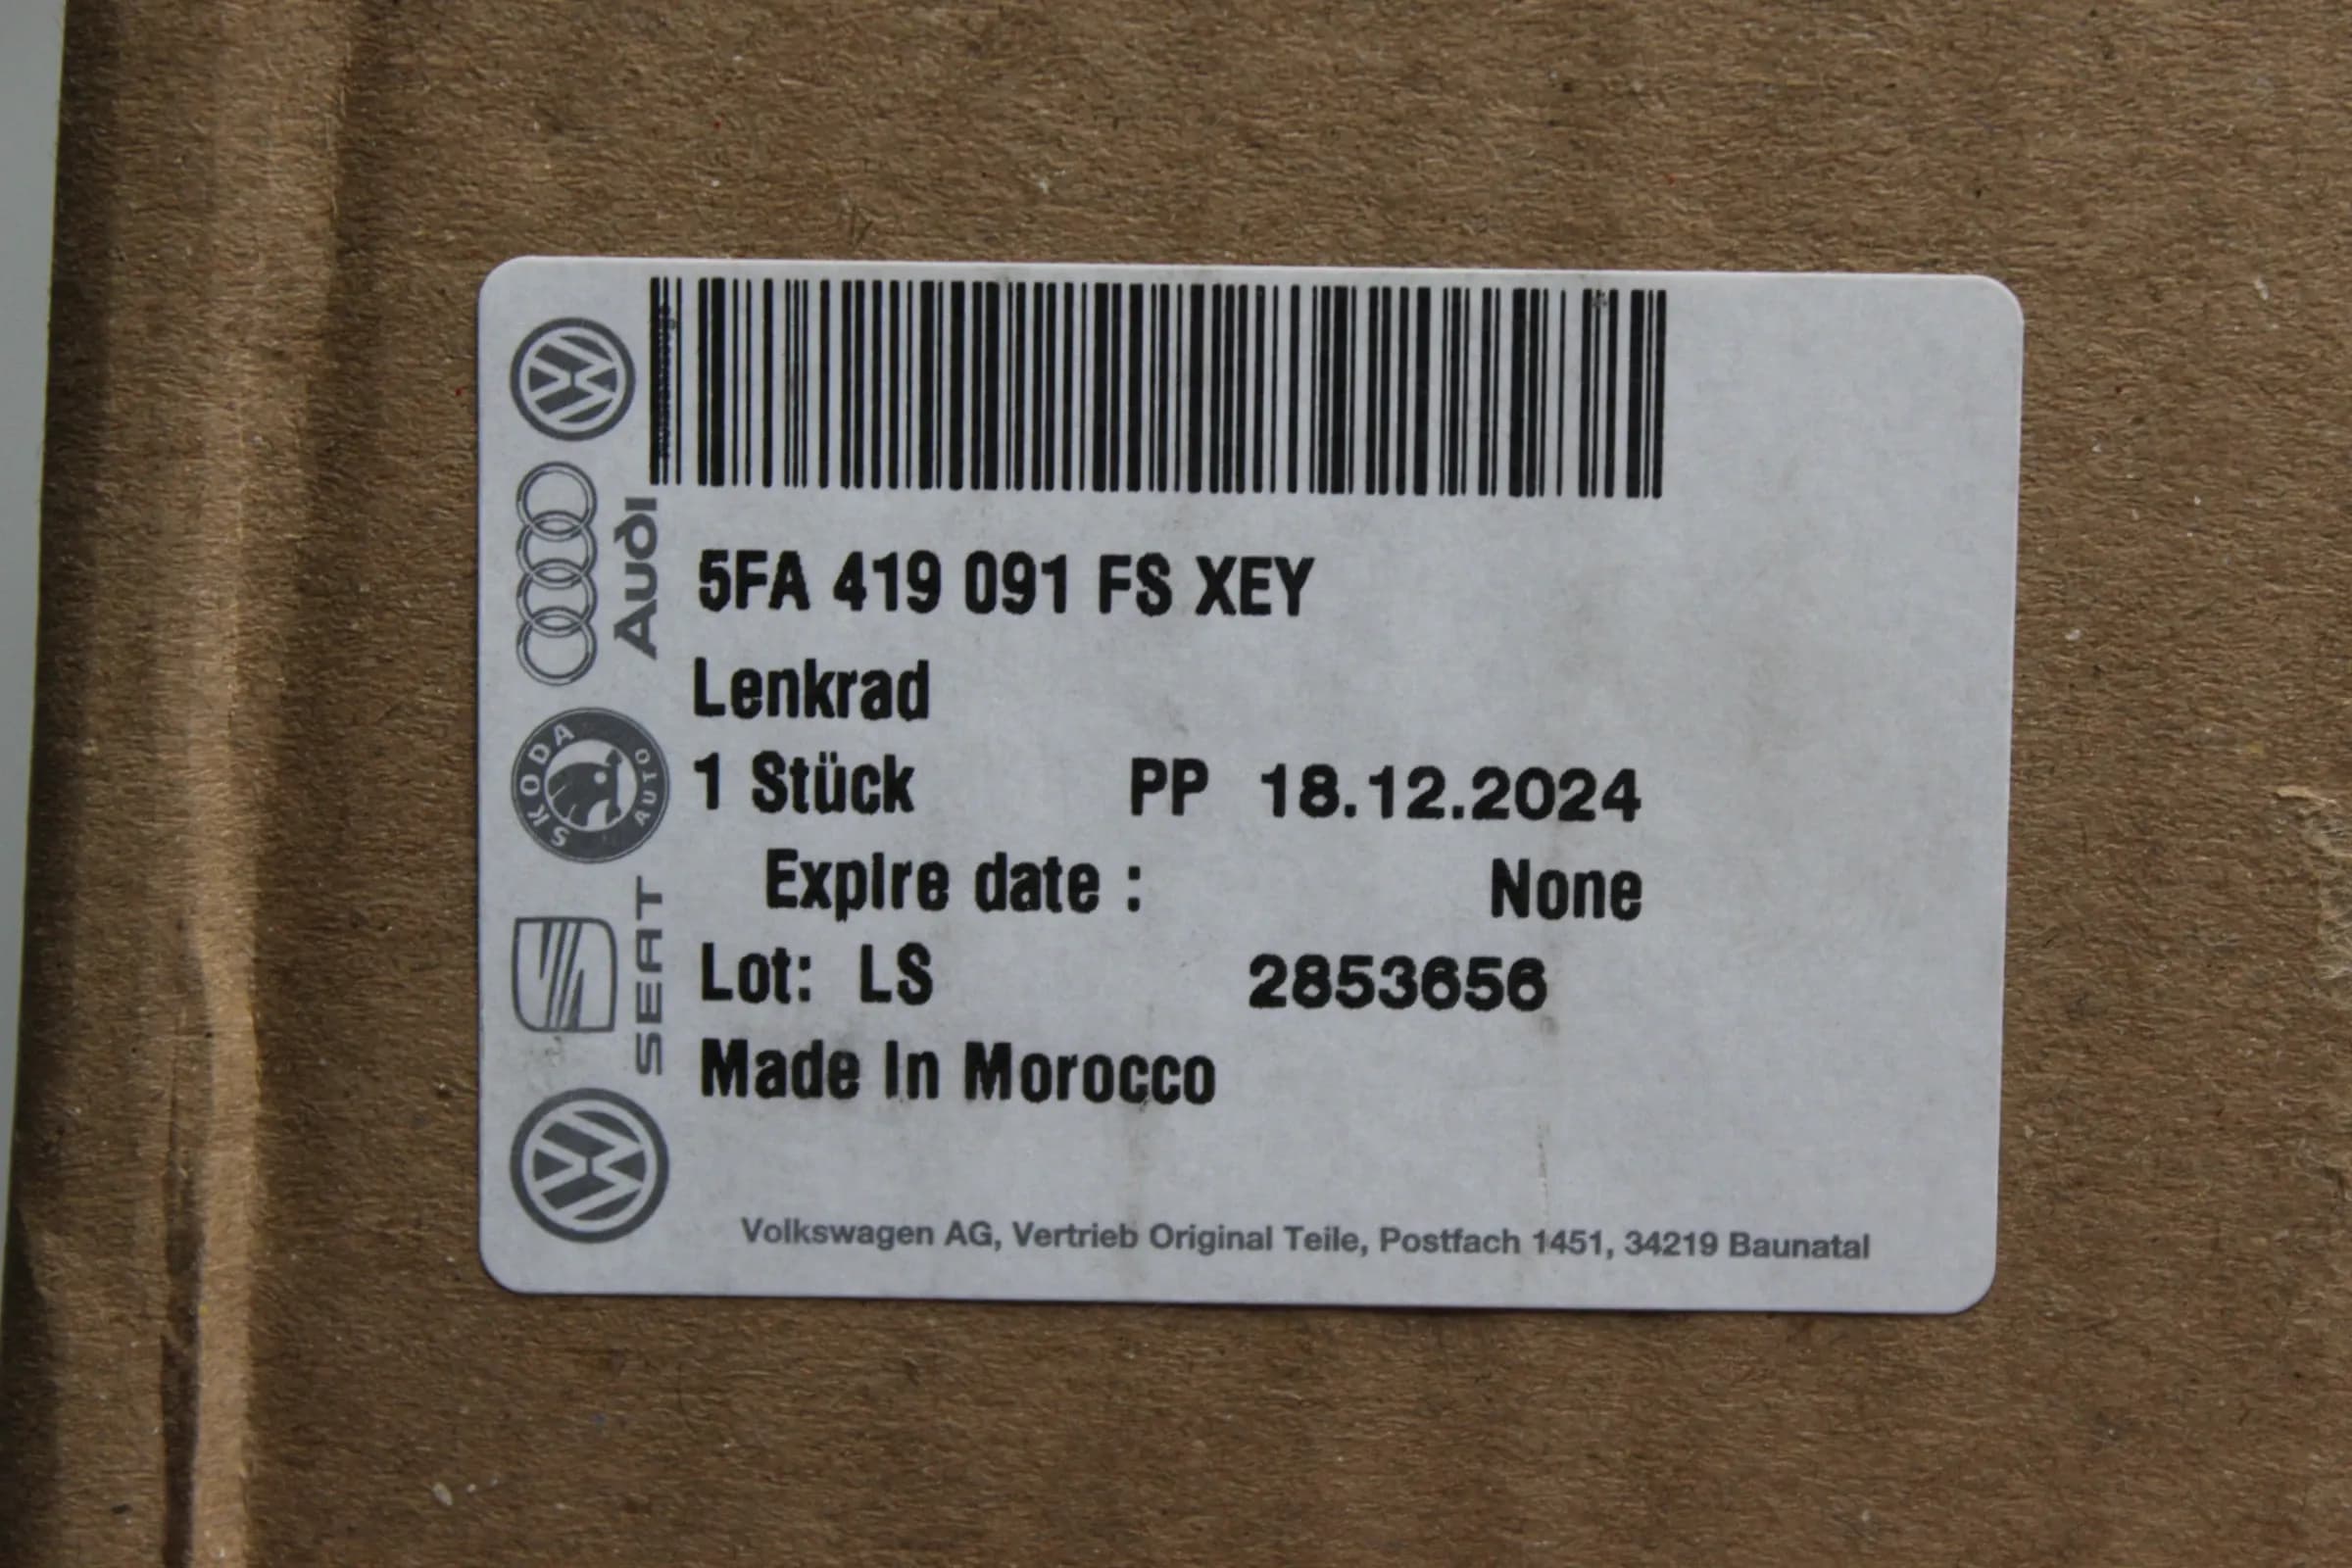 5FA 419 091 FS XEY
Lenkrad
1 Stück PP 18.12.2024
Expire date : None
Lot: LS 2853656
Made In Morocco
Volkswagen AG, Vertrieb Original Teile, Postfach 1451, 34219 Baunatal
Audi
SKODA AUTO
SEAT